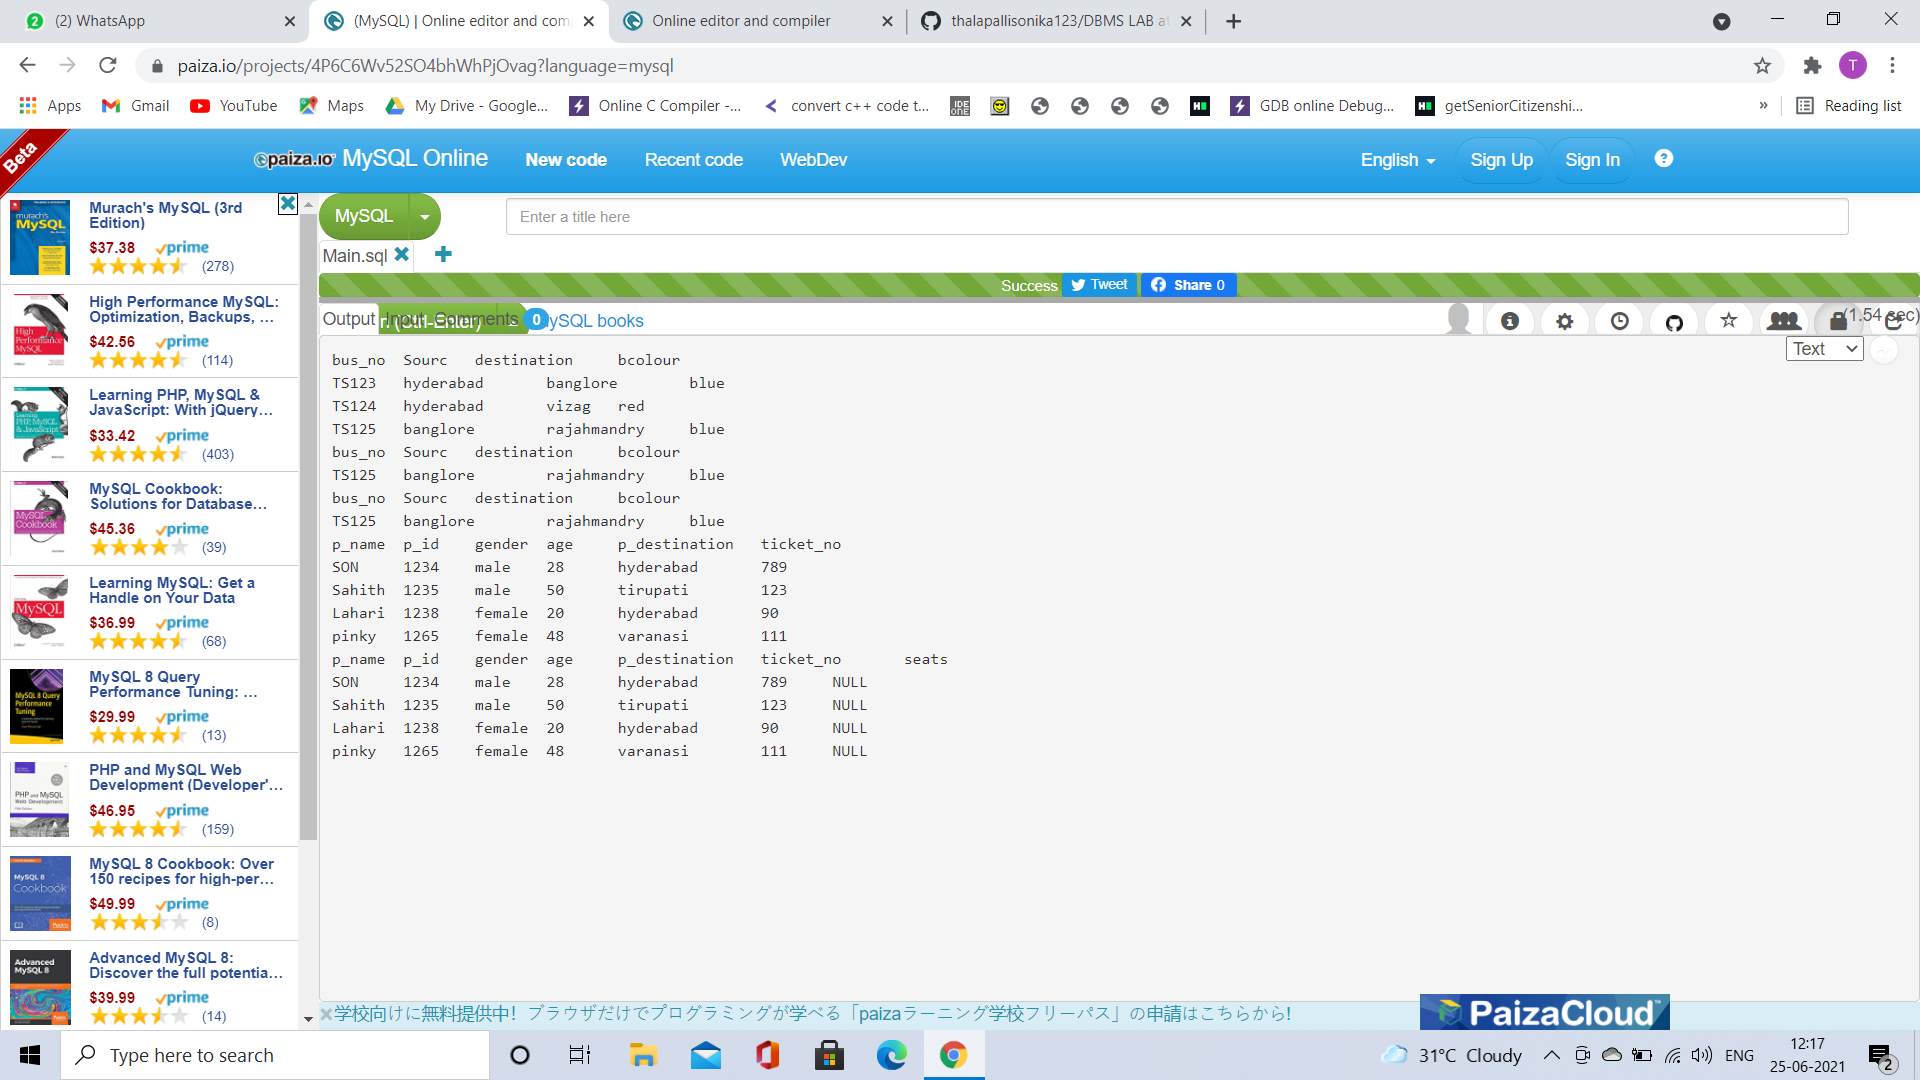 (2) WhatsApp
(MySQL) | Online editor and com
Online editor and compiler
thalapallisonika123/DBMS LAB at
paiza.io/projects/4P6C6Wv52SO4bhWhPjOvag?language=mysql
T
Apps
Gmail
YouTube
Maps
My Drive - Google...
Online C Compiler -...
convert c++ code t...
GDB online Debug...
getSeniorCitizenshi...
»
Reading list
Beta
paiza.io MySQL Online
New code
Recent code
WebDev
English
Sign Up
Sign In
Murach's MySQL (3rd
Edition)
$37.38 prime
(278)
High Performance MySQL:
Optimization, Backups, ...
$42.56 prime
(114)
Learning PHP, MySQL &
JavaScript: With jQuery...
$33.42 prime
(403)
MySQL Cookbook:
Solutions for Database...
$45.36 prime
(39)
Learning MySQL: Get a
Handle on Your Data
$36.99 prime
(68)
MySQL 8 Query
Performance Tuning: ...
$29.99 prime
(13)
PHP and MySQL Web
Development (Developer'...
$46.95 prime
(159)
MySQL 8 Cookbook: Over
150 recipes for high-per...
$49.99 prime
(8)
Advanced MySQL 8:
Discover the full potentia...
$39.99 prime
(14)
MySQL
Enter a title here
Main.sql
Success
Tweet
Share 0
Output
Input
Comments
0
(Ctrl-Enter)
MySQL books
(1.54 sec)
Text
bus_no Sourc destination bcolour
TS123 hyderabad banglore blue
TS124 hyderabad vizag red
TS125 banglore rajahmandry blue
bus_no Sourc destination bcolour
TS125 banglore rajahmandry blue
bus_no Sourc destination bcolour
TS125 banglore rajahmandry blue
p_name p_id gender age p_destination ticket_no
SON 1234 male 28 hyderabad 789
Sahith 1235 male 50 tirupati 123
Lahari 1238 female 20 hyderabad 90
pinky 1265 female 48 varanasi 111
p_name p_id gender age p_destination ticket_no seats
SON 1234 male 28 hyderabad 789 NULL
Sahith 1235 male 50 tirupati 123 NULL
Lahari 1238 female 20 hyderabad 90 NULL
pinky 1265 female 48 varanasi 111 NULL
学校向けに無料提供中！ブラウザだけでプログラミングが学べる「paizaラーニング学校フリーパス」の申請はこちらから!
PaizaCloud
Type here to search
31°C Cloudy
ENG
12:17
25-06-2021
2